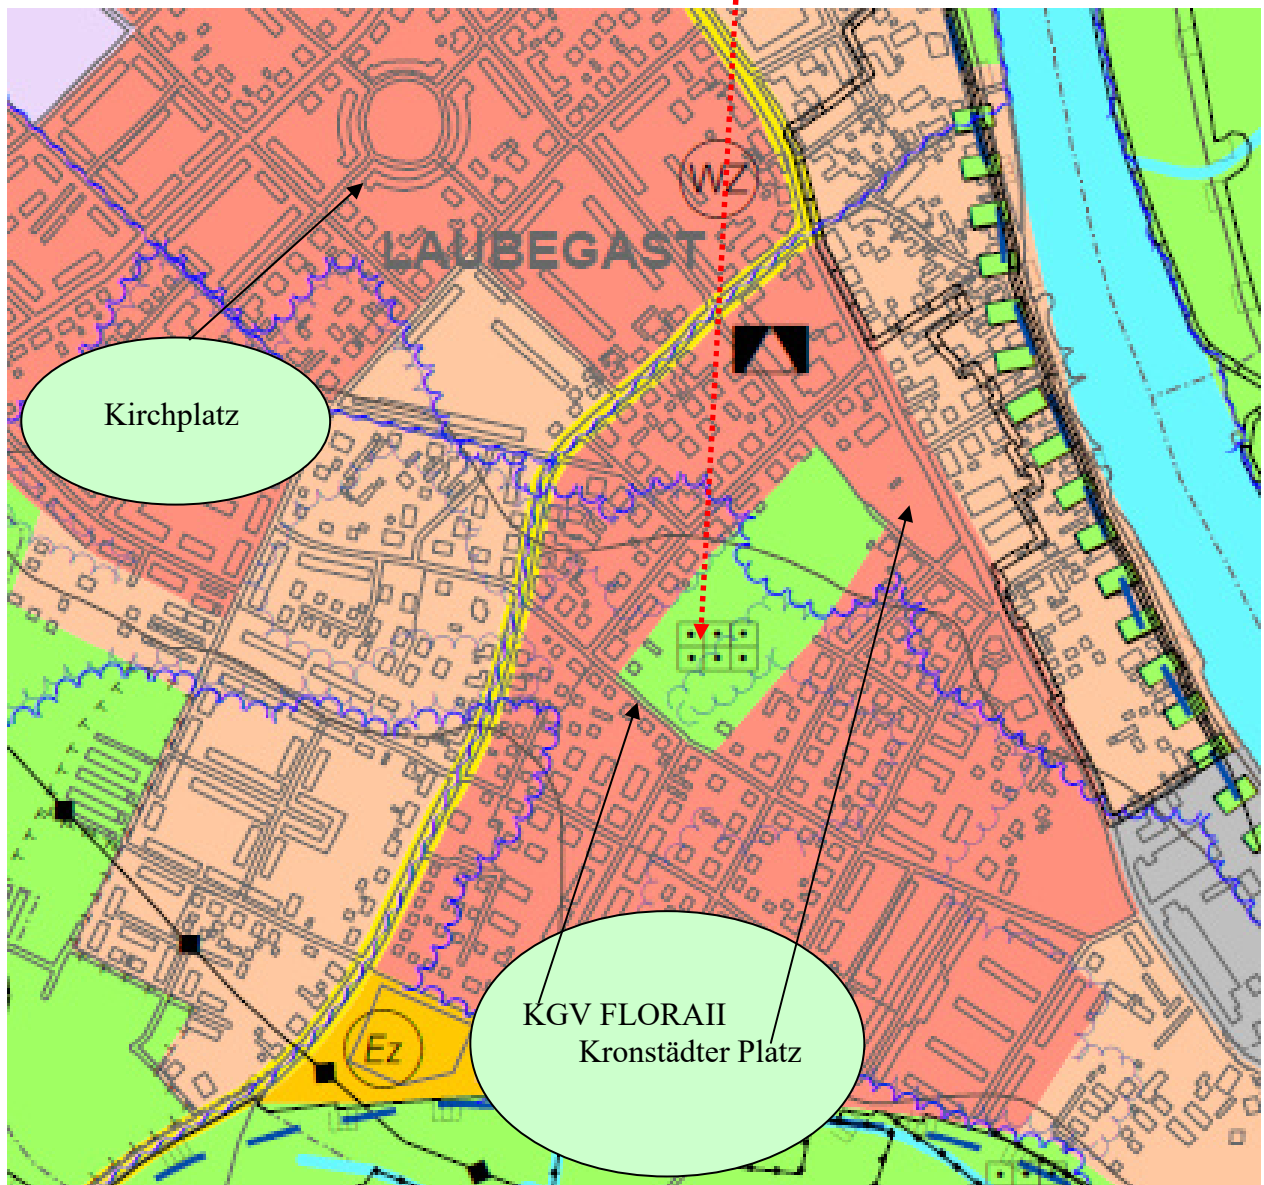 WZ
LAUBEGAST
Kirchplatz
KGV FLORAII
Kronstädter Platz
Ez